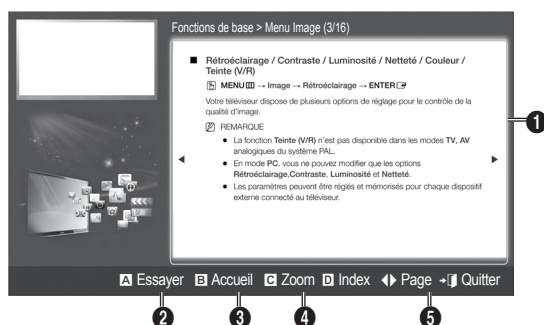 Fonctions de base > Menu Image (3/16)
■ Rétroéclairage / Contraste / Luminosité / Netteté / Couleur /
Teinte (V/R)
MENU → Image → Rétroéclairage → ENTER
Votre téléviseur dispose de plusieurs options de réglage pour le contrôle de la
qualité d'image.
REMARQUE
● La fonction Teinte (V/R) n'est pas disponible dans les modes TV, AV
analogiques du système PAL.
● En mode PC, vous ne pouvez modifier que les options
Rétroéclairage,Contraste, Luminosité et Netteté.
● Les paramètres peuvent être réglés et mémorisés pour chaque dispositif
externe connecté au téléviseur.
◄ ►
1
A Essayer B Accueil C Zoom D Index ◄► Page Quitter
2 3 4 5